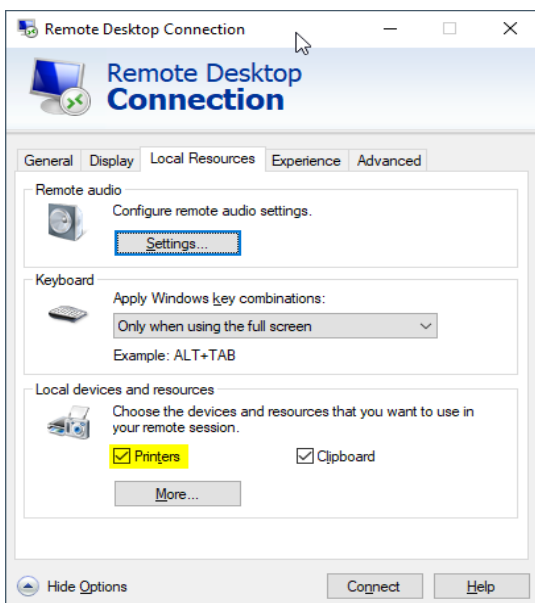 Remote Desktop Connection
Remote Desktop
Connection
General Display Local Resources Experience Advanced
Remote audio
Configure remote audio settings.
Settings...
Keyboard
Apply Windows key combinations:
Only when using the full screen
Example: ALT+TAB
Local devices and resources
Choose the devices and resources that you want to use in
your remote session.
Printers Clipboard
More...
Hide Options Connect Help